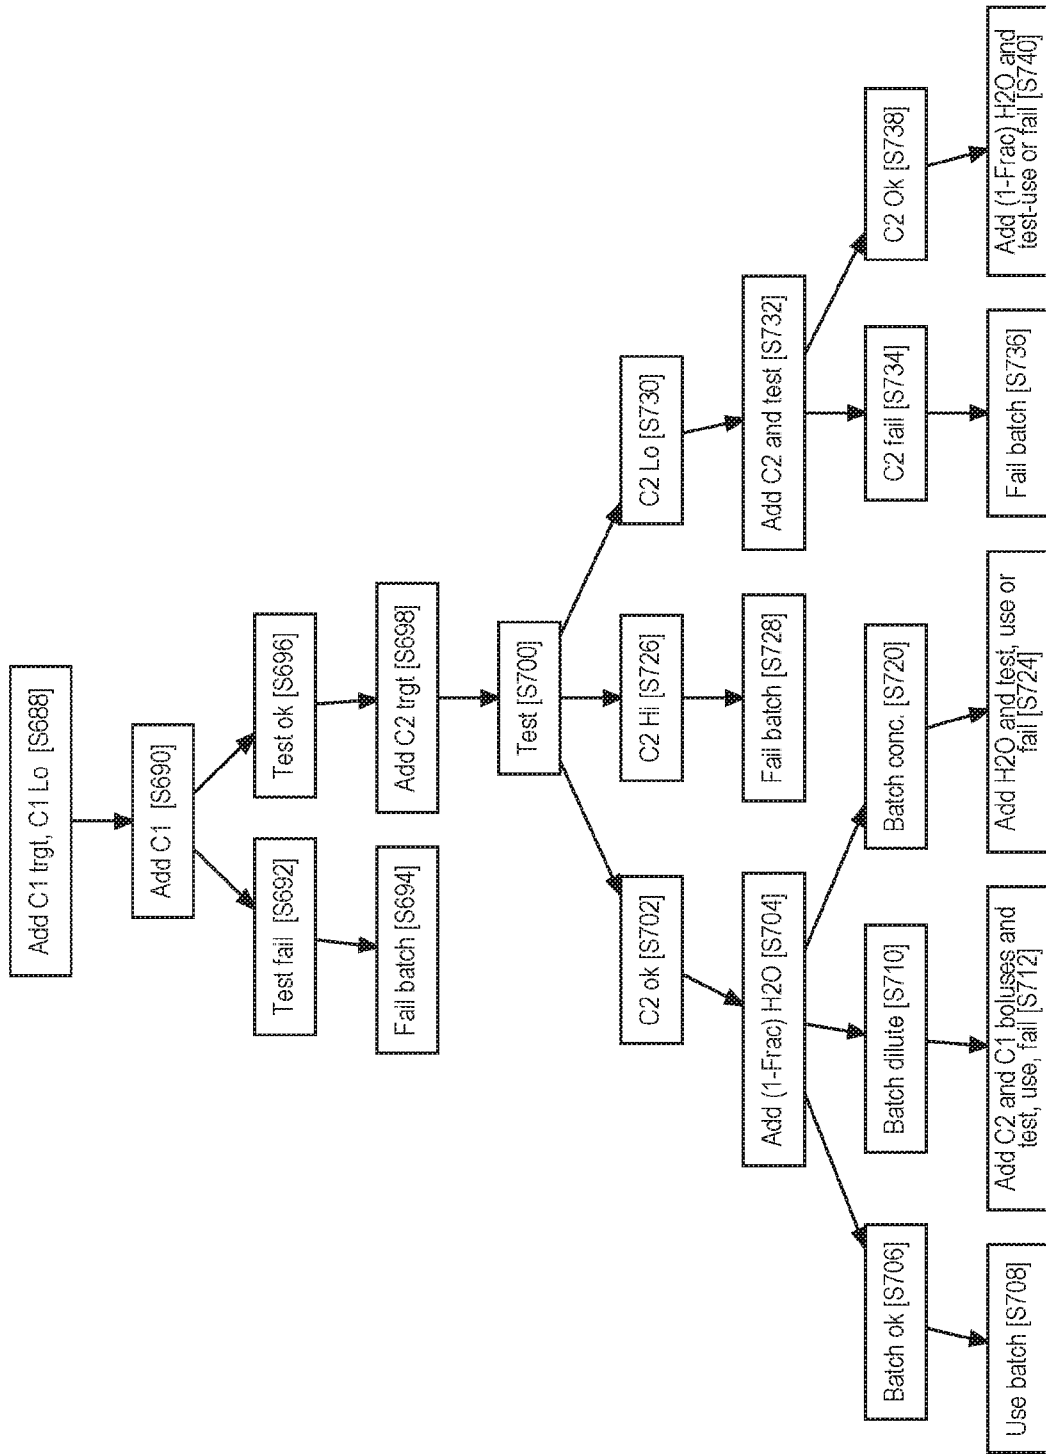 Add C1 trgt, C1 Lo [S688]
Add C1 [S690]
Test fail [S692]
Test ok [S696]
Fail batch [S694]
Add C2 trgt [S698]
Test [S700]
C2 ok [S702]
C2 Hi [S726]
C2 Lo [S730]
Add (1-Frac) H2O [S704]
Fail batch [S728]
Add C2 and test [S732]
Batch ok [S706]
Batch dilute [S710]
Batch conc. [S720]
C2 fail [S734]
C2 Ok [S738]
Use batch [S708]
Add C2 and C1 boluses and
test, use, fail [S712]
Add H2O and test, use or
fail [S724]
Fail batch [S736]
Add (1-Frac) H2O and
test-use or fail [S740]